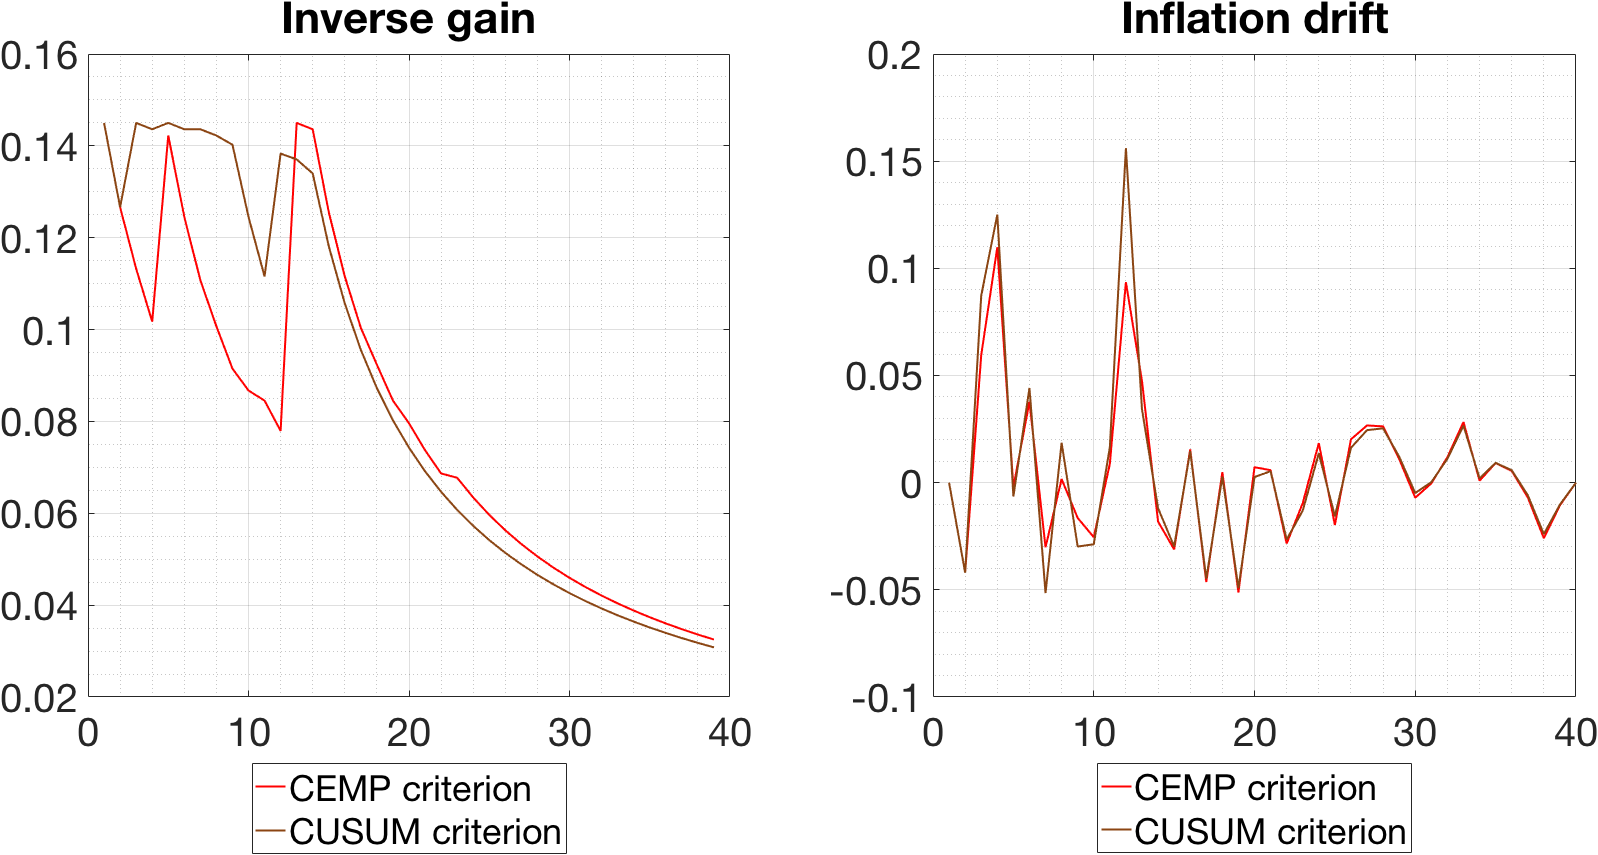 Inverse gain
0.16
0.14
0.12
0.1
0.08
0.06
0.04
0.02
0 10 20 30 40
CEMP criterion
CUSUM criterion
Inflation drift
0.2
0.15
0.1
0.05
0
-0.05
-0.1
0 10 20 30 40
CEMP criterion
CUSUM criterion